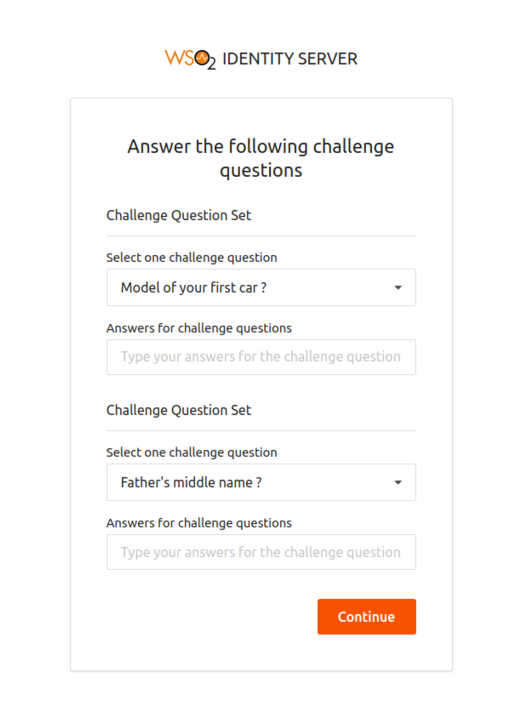 WSO2 IDENTITY SERVER
Answer the following challenge
questions
Challenge Question Set
Select one challenge question
Model of your first car ?
Answers for challenge questions
Type your answers for the challenge question
Challenge Question Set
Select one challenge question
Father's middle name ?
Answers for challenge questions
Type your answers for the challenge question
Continue